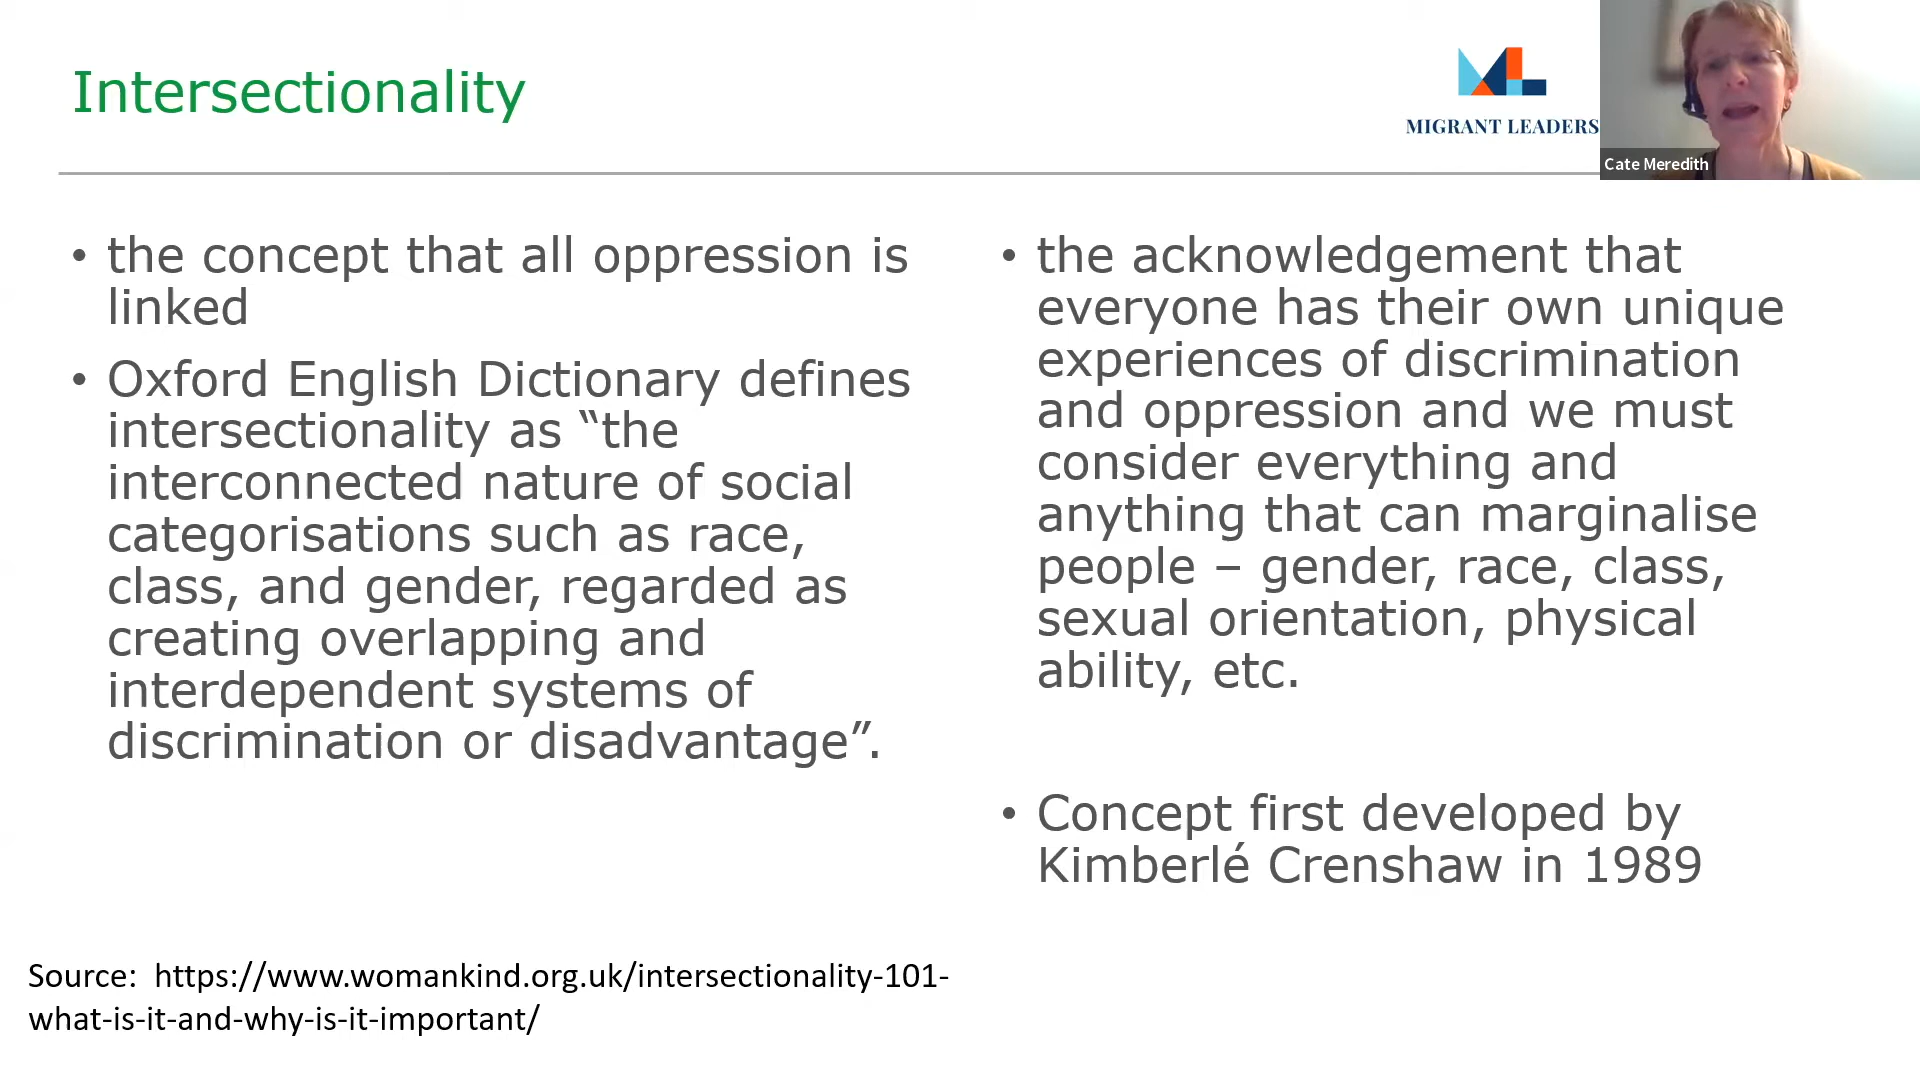 Intersectionality
MIGRANT LEADERS
Cate Meredith
• the concept that all oppression is
linked
• Oxford English Dictionary defines
intersectionality as “the
interconnected nature of social
categorisations such as race,
class, and gender, regarded as
creating overlapping and
interdependent systems of
discrimination or disadvantage”.
• the acknowledgement that
everyone has their own unique
experiences of discrimination
and oppression and we must
consider everything and
anything that can marginalise
people – gender, race, class,
sexual orientation, physical
ability, etc.
• Concept first developed by
Kimberlé Crenshaw in 1989
Source:  https://www.womankind.org.uk/intersectionality-101-
what-is-it-and-why-is-it-important/